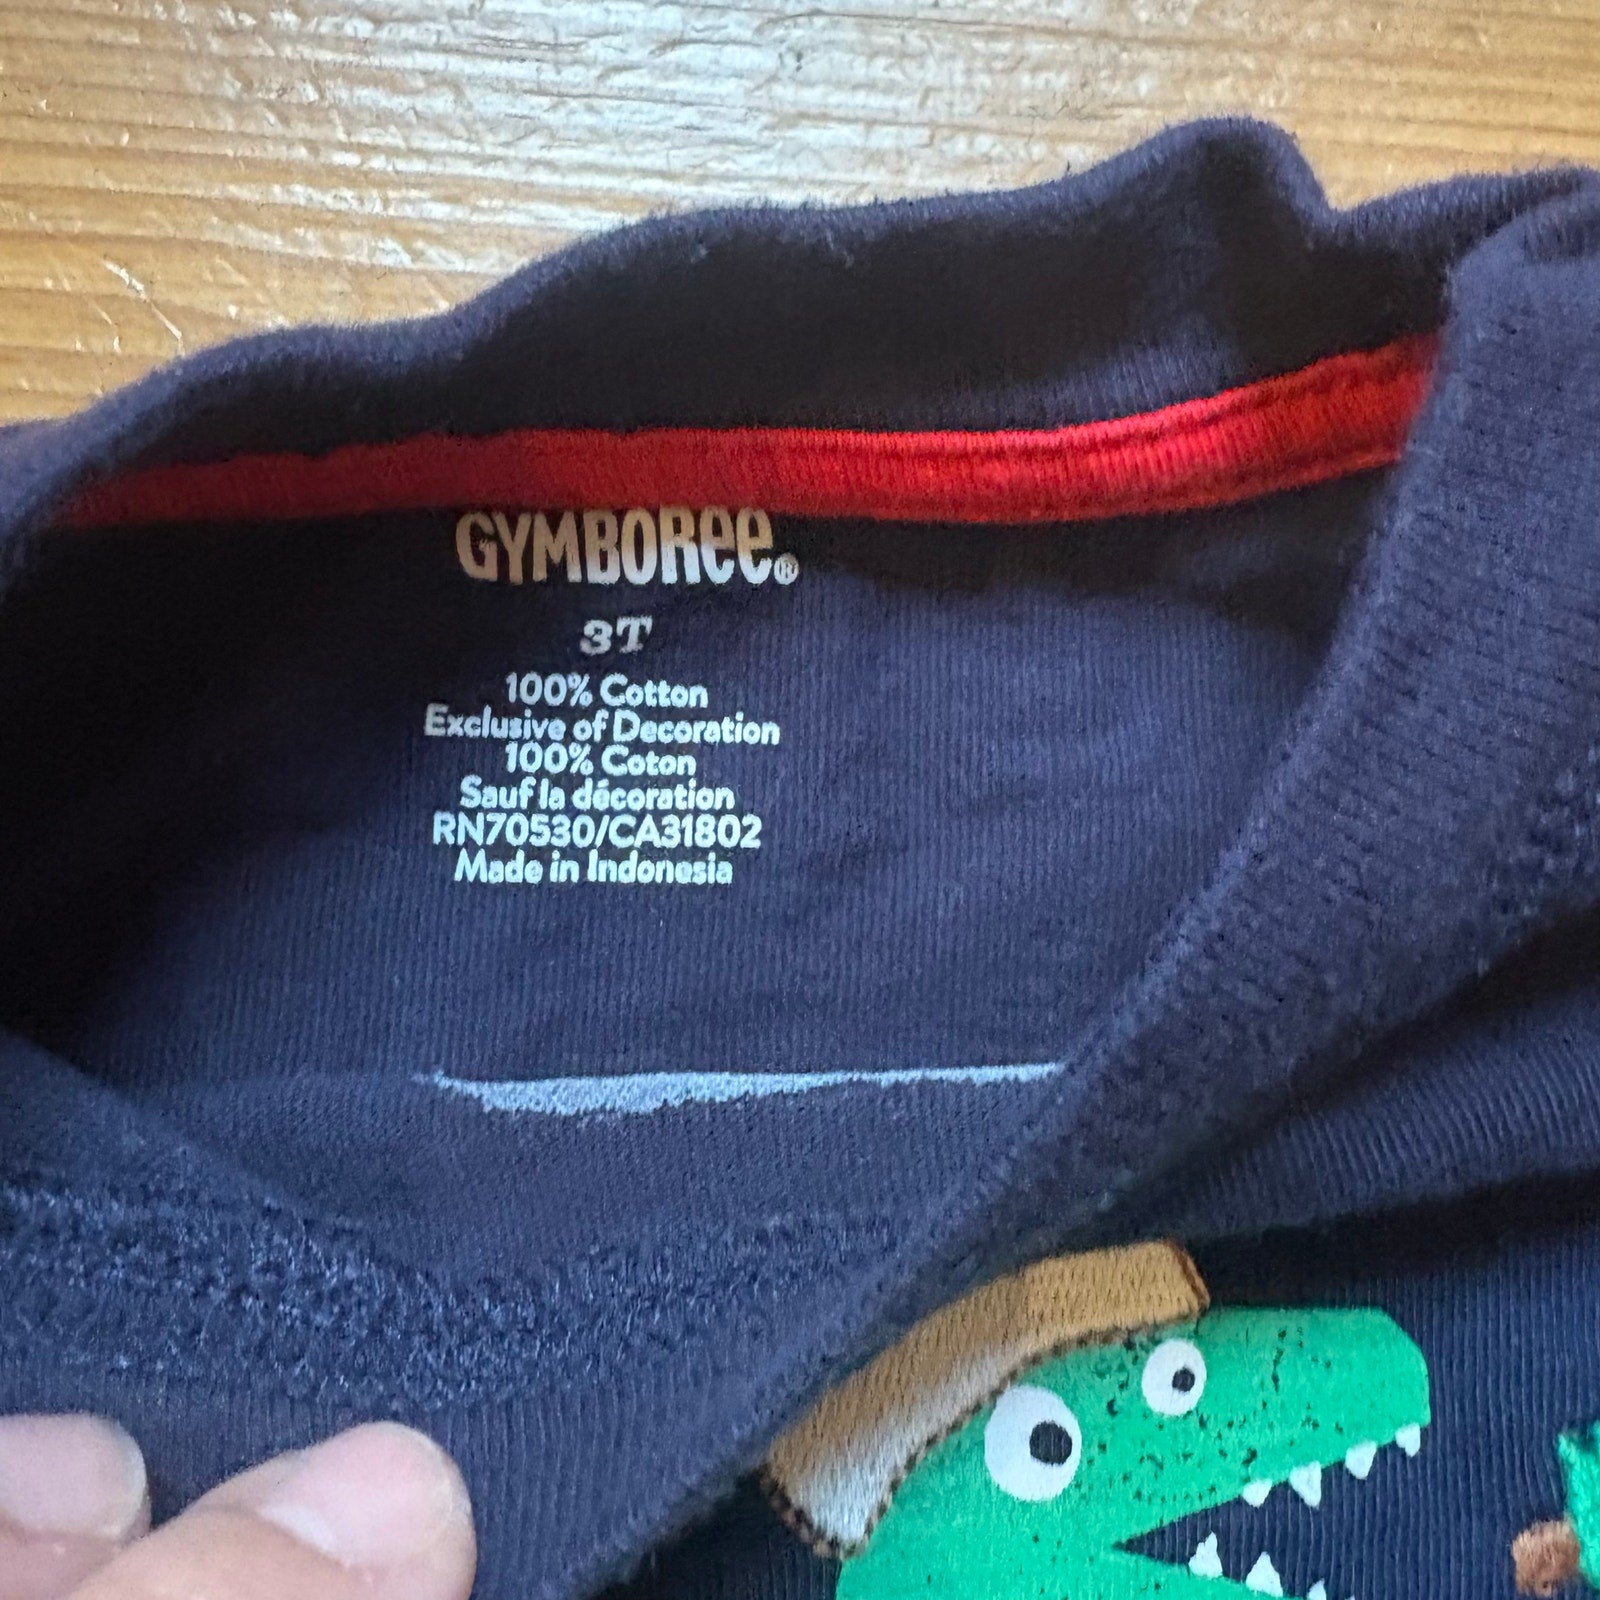 GYMBOREE®
3T
100% Cotton
Exclusive of Decoration
100% Coton
Sauf la décoration
RN70530/CA31802
Made in Indonesia